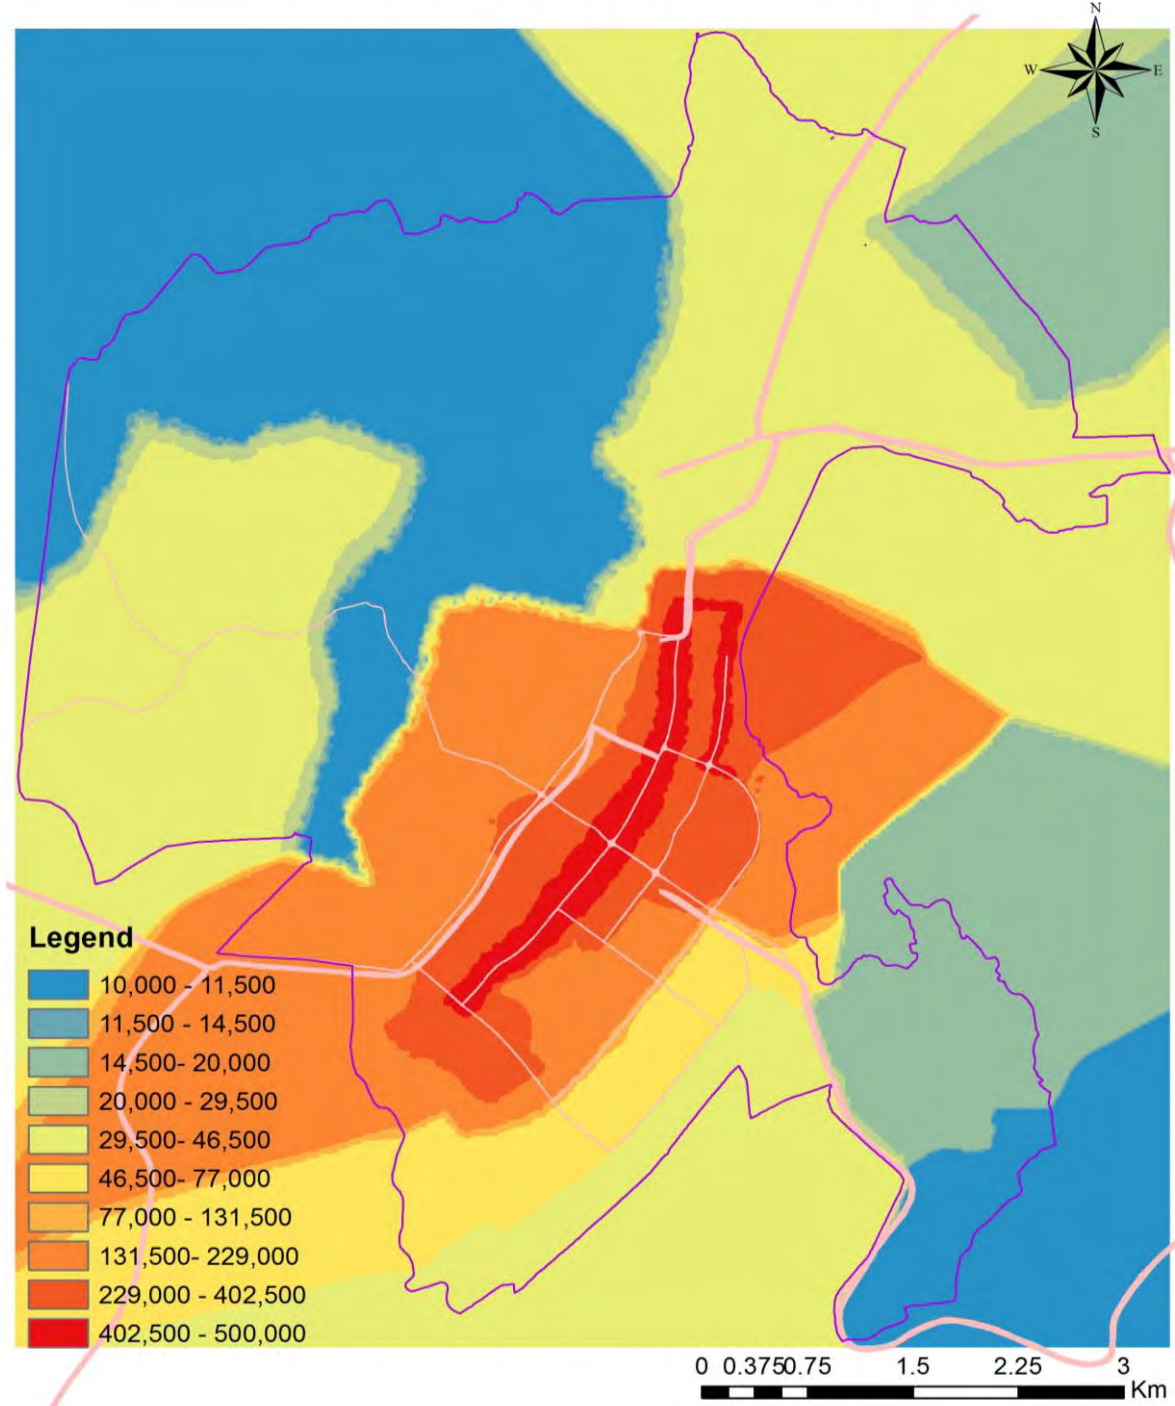 N
W E
S
Legend
10,000 - 11,500
11,500 - 14,500
14,500- 20,000
20,000 - 29,500
29,500- 46,500
46,500- 77,000
77,000 - 131,500
131,500- 229,000
229,000 - 402,500
402,500 - 500,000
0 0.375 0.75 1.5 2.25 3
Km